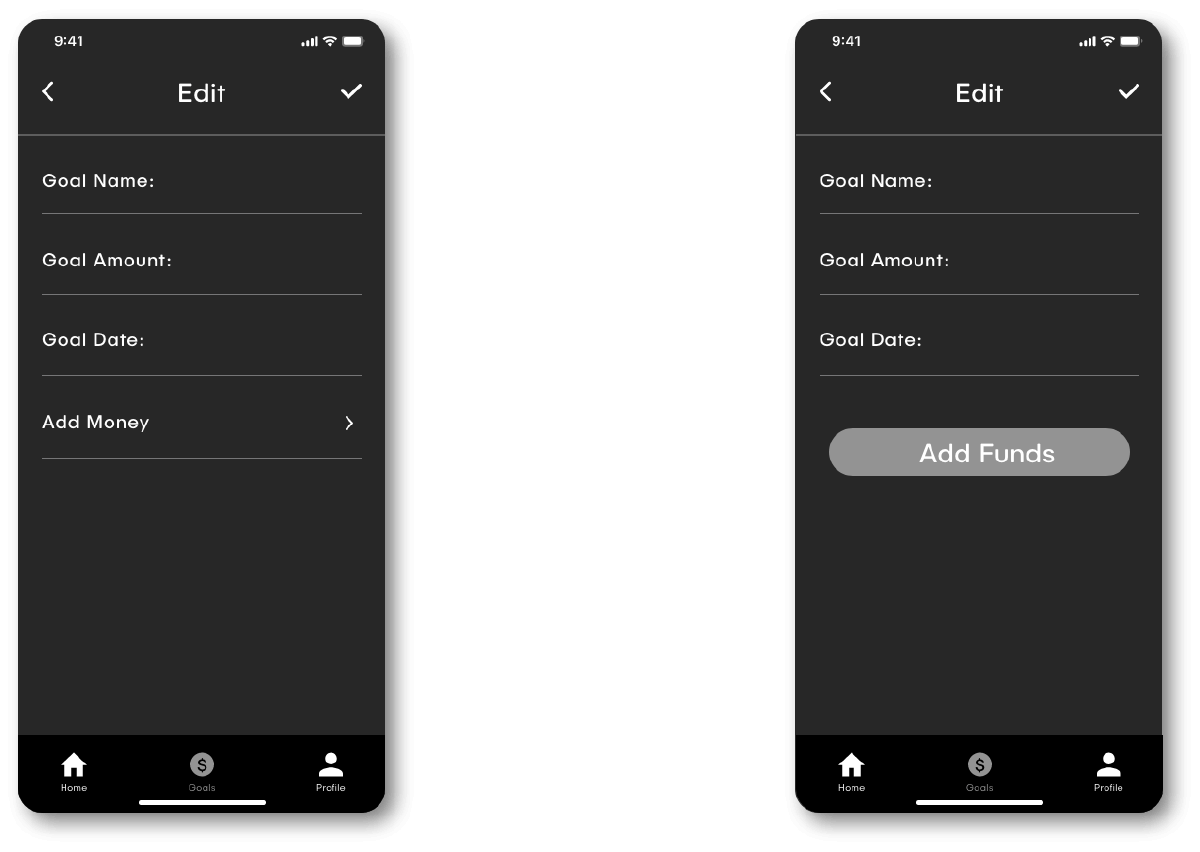 9:41
Edit
Goal Name:
Goal Amount:
Goal Date:
Add Money
Home
Goals
Profile
9:41
Edit
Goal Name:
Goal Amount:
Goal Date:
Add Funds
Home
Goals
Profile